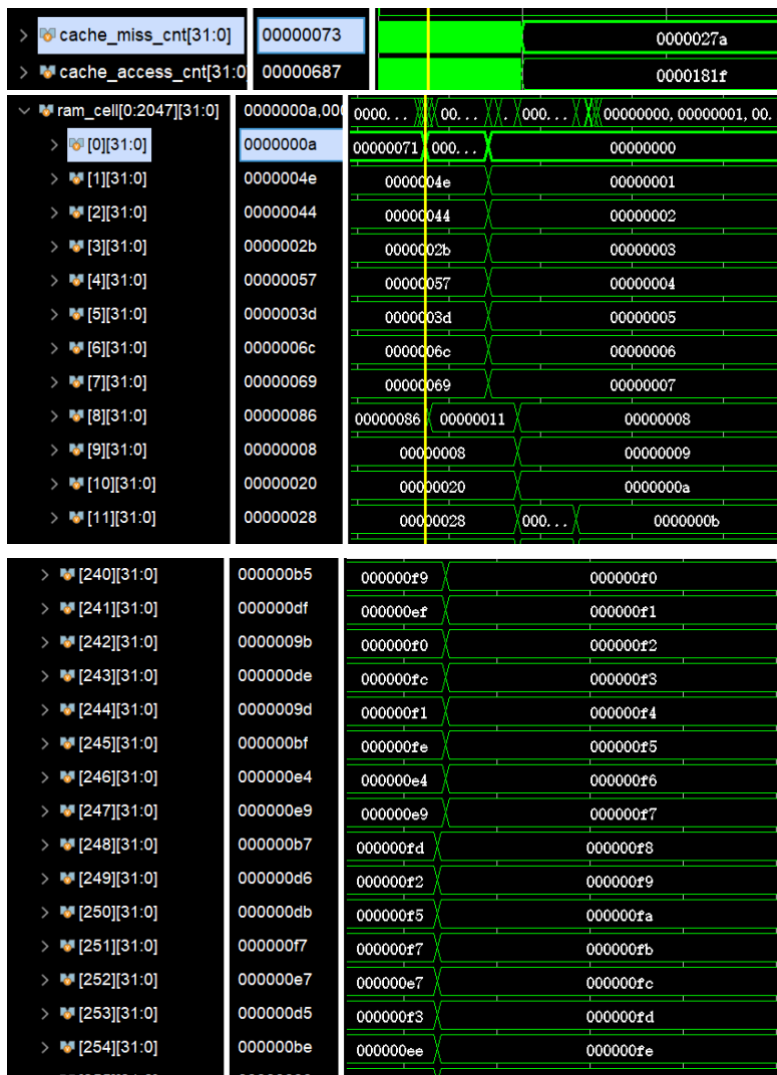 cache_miss_cnt[31:0] 00000073 0000027a
cache_access_cnt[31:0 00000687 0000181f
ram_cell[0:2047][31:0] 0000000a,00 0000... 00... 000... 00000000, 00000001, 00.
[0][31:0] 0000000a 00000071 000... 00000000
[1][31:0] 0000004e 0000004e 00000001
[2][31:0] 00000044 00000044 00000002
[3][31:0] 0000002b 0000002b 00000003
[4][31:0] 00000057 00000057 00000004
[5][31:0] 0000003d 0000003d 00000005
[6][31:0] 0000006c 0000006c 00000006
[7][31:0] 00000069 00000069 00000007
[8][31:0] 00000086 00000086 00000011 00000008
[9][31:0] 00000008 00000008 00000009
[10][31:0] 00000020 00000020 0000000a
[11][31:0] 00000028 00000028 000... 0000000b
[240][31:0] 000000b5 000000f9 000000f0
[241][31:0] 000000df 000000ef 000000f1
[242][31:0] 0000009b 000000f0 000000f2
[243][31:0] 000000de 000000fc 000000f3
[244][31:0] 0000009d 000000f1 000000f4
[245][31:0] 000000bf 000000fe 000000f5
[246][31:0] 000000e4 000000e4 000000f6
[247][31:0] 000000e9 000000e9 000000f7
[248][31:0] 000000b7 000000fd 000000f8
[249][31:0] 000000d6 000000f2 000000f9
[250][31:0] 000000db 000000f5 000000fa
[251][31:0] 000000f7 000000f7 000000fb
[252][31:0] 000000e7 000000e7 000000fc
[253][31:0] 000000d5 000000f3 000000fd
[254][31:0] 000000be 000000ee 000000fe